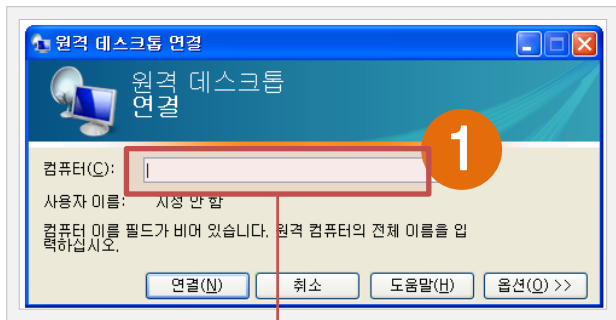 원격 데스크톱 연결
원격 데스크톱
연결
1
컴퓨터(C):
사용자 이름: 지정 안 함
컴퓨터 이름 필드가 비어 있습니다. 원격 컴퓨터의 전체 이름을 입
력하십시오.
연결(N) 취소 도움말(H) 옵션(O) >>